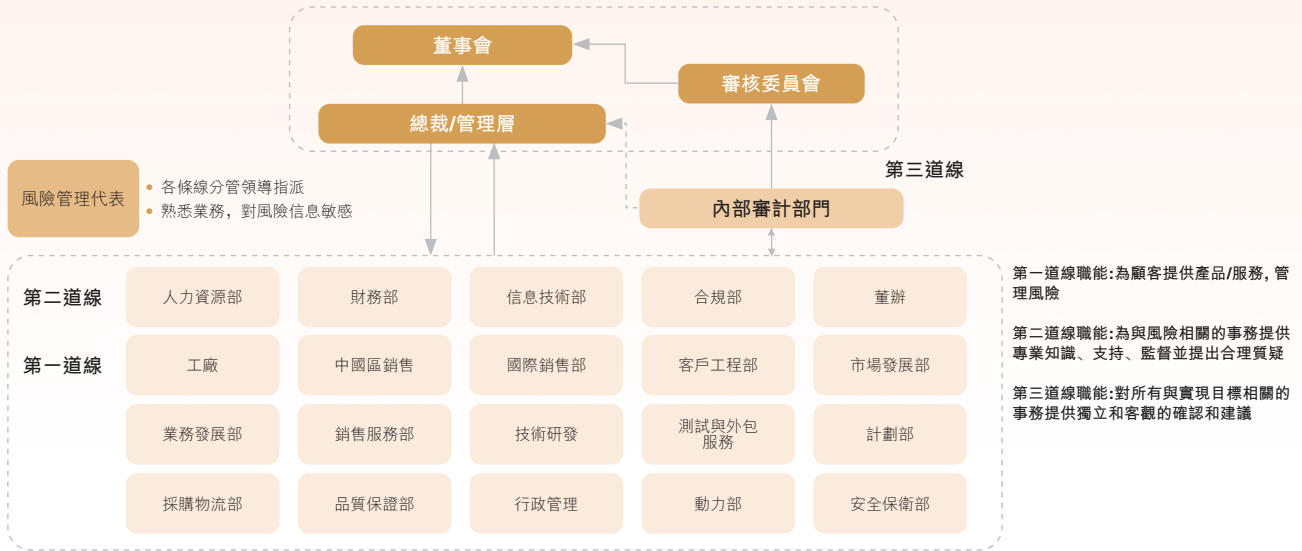 董事會
審核委員會
總裁/管理層
第三道線
風險管理代表
• 各條線分管領導指派
• 熟悉業務，對風險信息敏感
內部審計部門
第二道線
人力資源部
財務部
信息技術部
合規部
董辦
第一道線
工廠
中國區銷售
國際銷售部
客戶工程部
市場發展部
業務發展部
銷售服務部
技術研發
測試與外包
服務
計劃部
採購物流部
品質保證部
行政管理
動力部
安全保衛部
第一道線職能:為顧客提供產品/服務, 管
理風險
第二道線職能:為與風險相關的事務提供
專業知識、支持、監督並提出合理質疑
第三道線職能:對所有與實現目標相關的
事務提供獨立和客觀的確認和建議